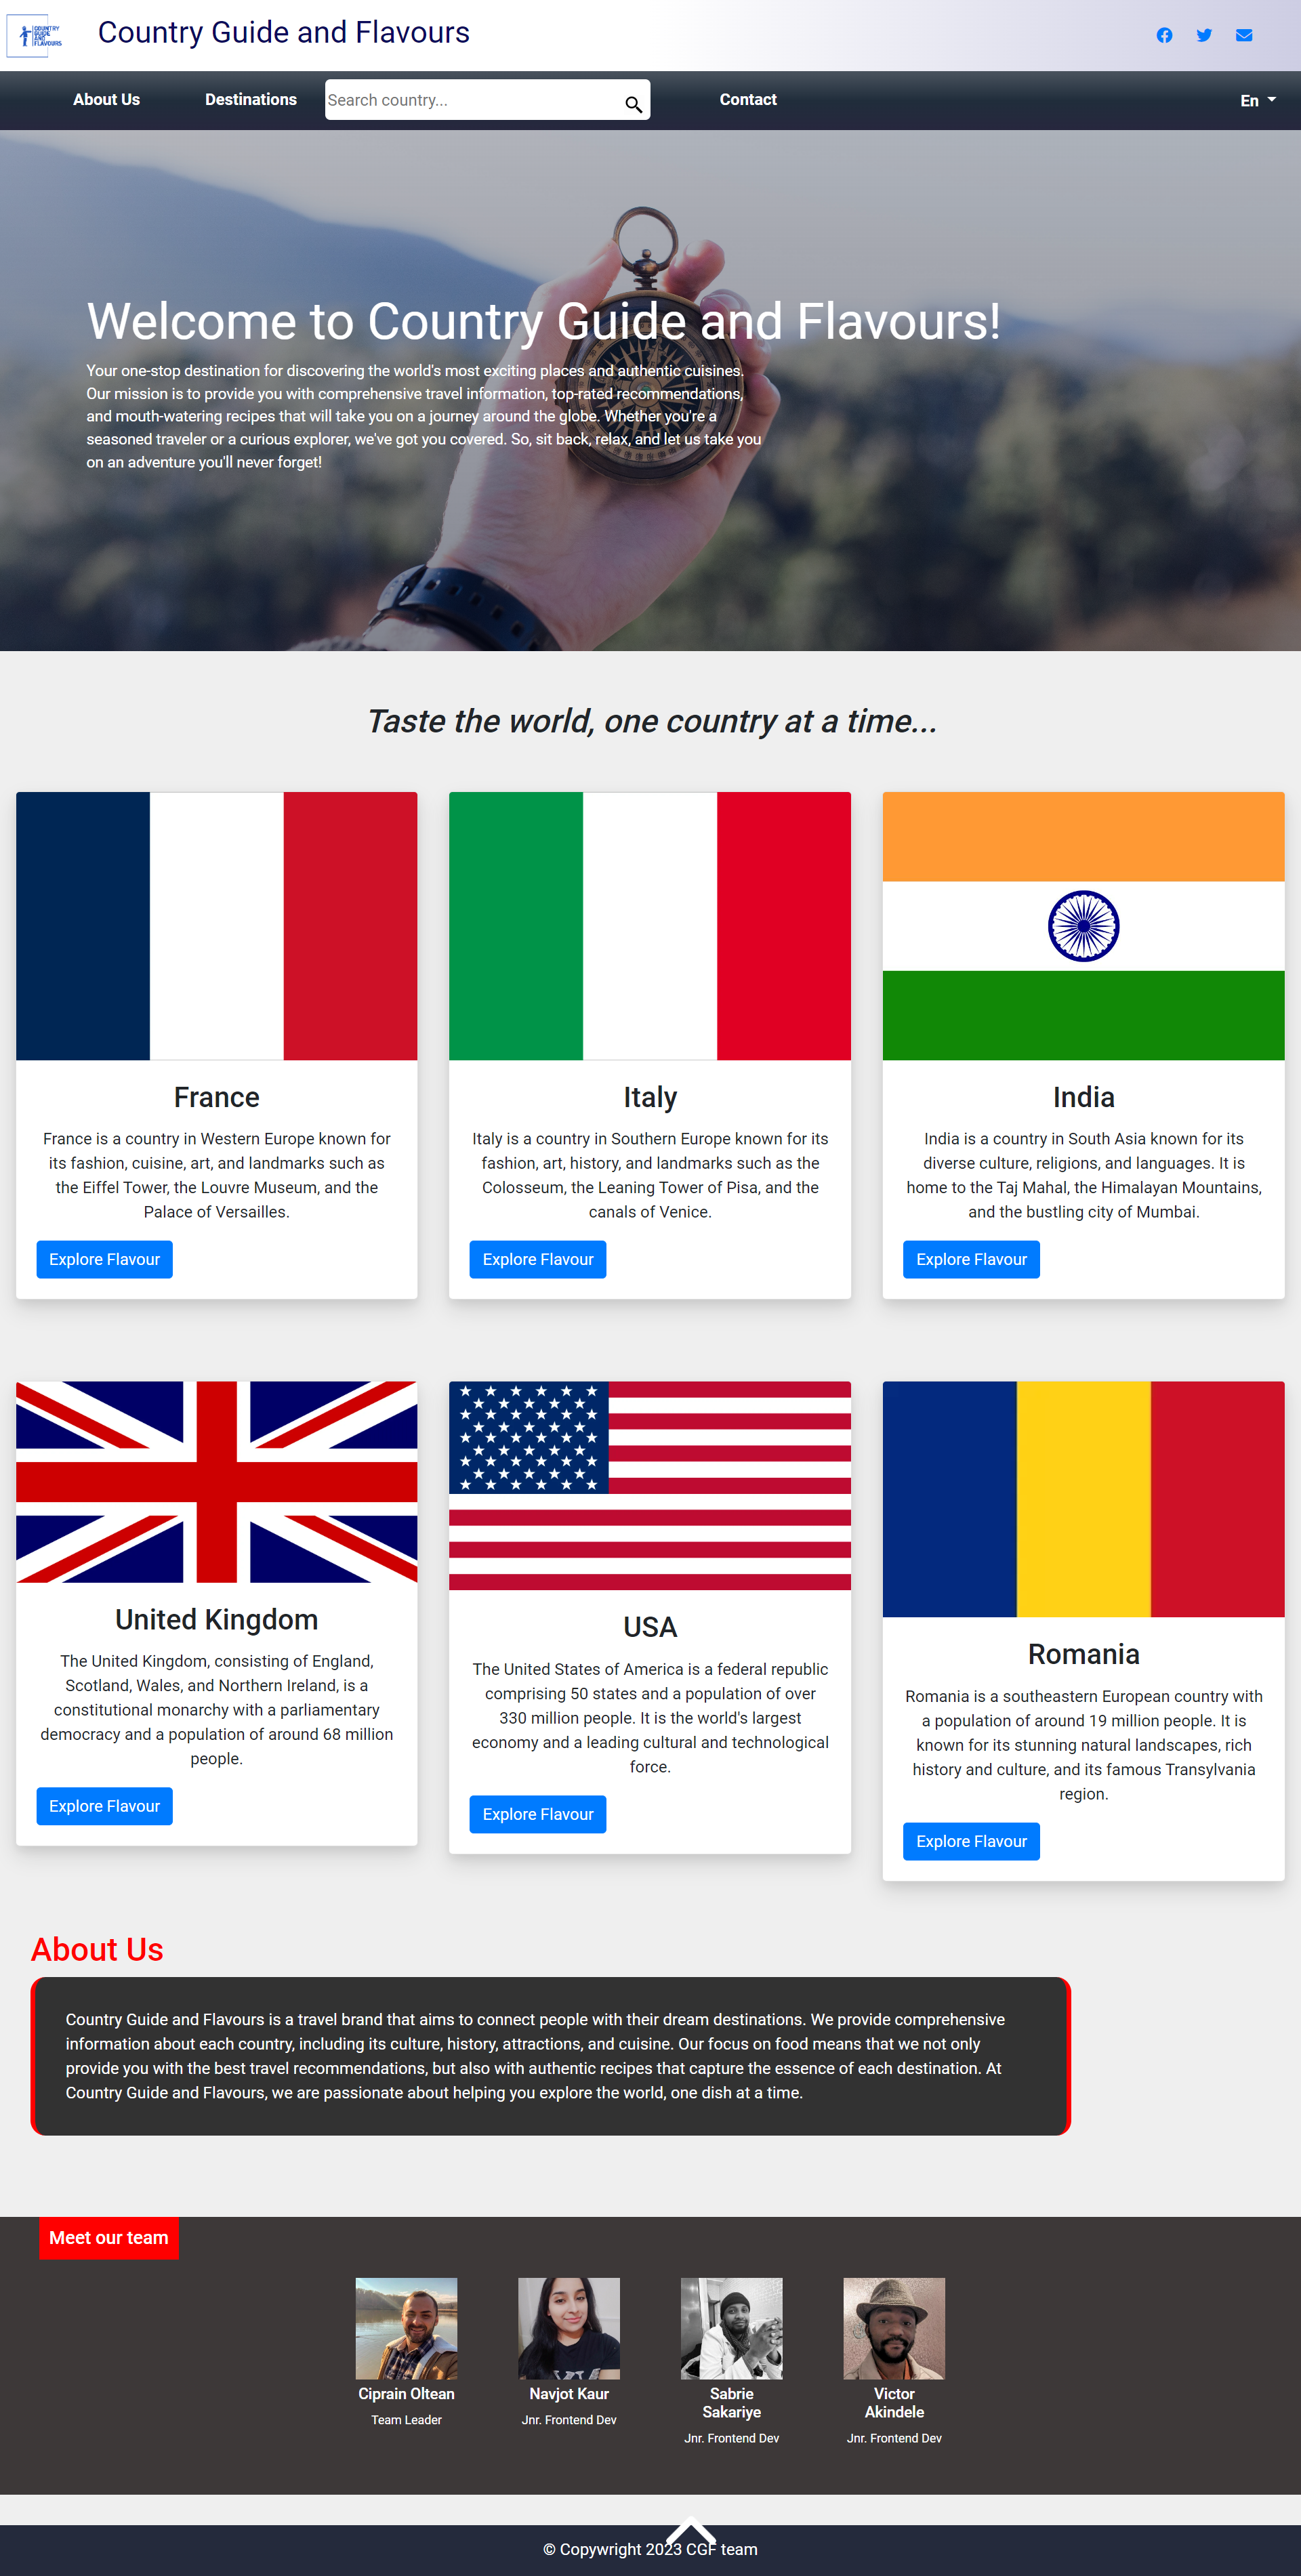 COUNTRY
GUIDE
AND
FLAVOURS
Country Guide and Flavours
About Us
Destinations
Search country...
Contact
En
Welcome to Country Guide and Flavours!
Your one-stop destination for discovering the world's most exciting places and authentic cuisines.
Our mission is to provide you with comprehensive travel information, top-rated recommendations,
and mouth-watering recipes that will take you on a journey around the globe. Whether you're a
seasoned traveler or a curious explorer, we've got you covered. So, sit back, relax, and let us take you
on an adventure you'll never forget!
Taste the world, one country at a time...
France
France is a country in Western Europe known for
its fashion, cuisine, art, and landmarks such as
the Eiffel Tower, the Louvre Museum, and the
Palace of Versailles.
Explore Flavour
Italy
Italy is a country in Southern Europe known for its
fashion, art, history, and landmarks such as the
Colosseum, the Leaning Tower of Pisa, and the
canals of Venice.
Explore Flavour
India
India is a country in South Asia known for its
diverse culture, religions, and languages. It is
home to the Taj Mahal, the Himalayan Mountains,
and the bustling city of Mumbai.
Explore Flavour
United Kingdom
The United Kingdom, consisting of England,
Scotland, Wales, and Northern Ireland, is a
constitutional monarchy with a parliamentary
democracy and a population of around 68 million
people.
Explore Flavour
USA
The United States of America is a federal republic
comprising 50 states and a population of over
330 million people. It is the world's largest
economy and a leading cultural and technological
force.
Explore Flavour
Romania
Romania is a southeastern European country with
a population of around 19 million people. It is
known for its stunning natural landscapes, rich
history and culture, and its famous Transylvania
region.
Explore Flavour
About Us
Country Guide and Flavours is a travel brand that aims to connect people with their dream destinations. We provide comprehensive
information about each country, including its culture, history, attractions, and cuisine. Our focus on food means that we not only
provide you with the best travel recommendations, but also with authentic recipes that capture the essence of each destination. At
Country Guide and Flavours, we are passionate about helping you explore the world, one dish at a time.
Meet our team
Ciprain Oltean
Team Leader
Navjot Kaur
Jnr. Frontend Dev
Sabrie
Sakariye
Jnr. Frontend Dev
Victor
Akindele
Jnr. Frontend Dev
© Copywright 2023 CGF team